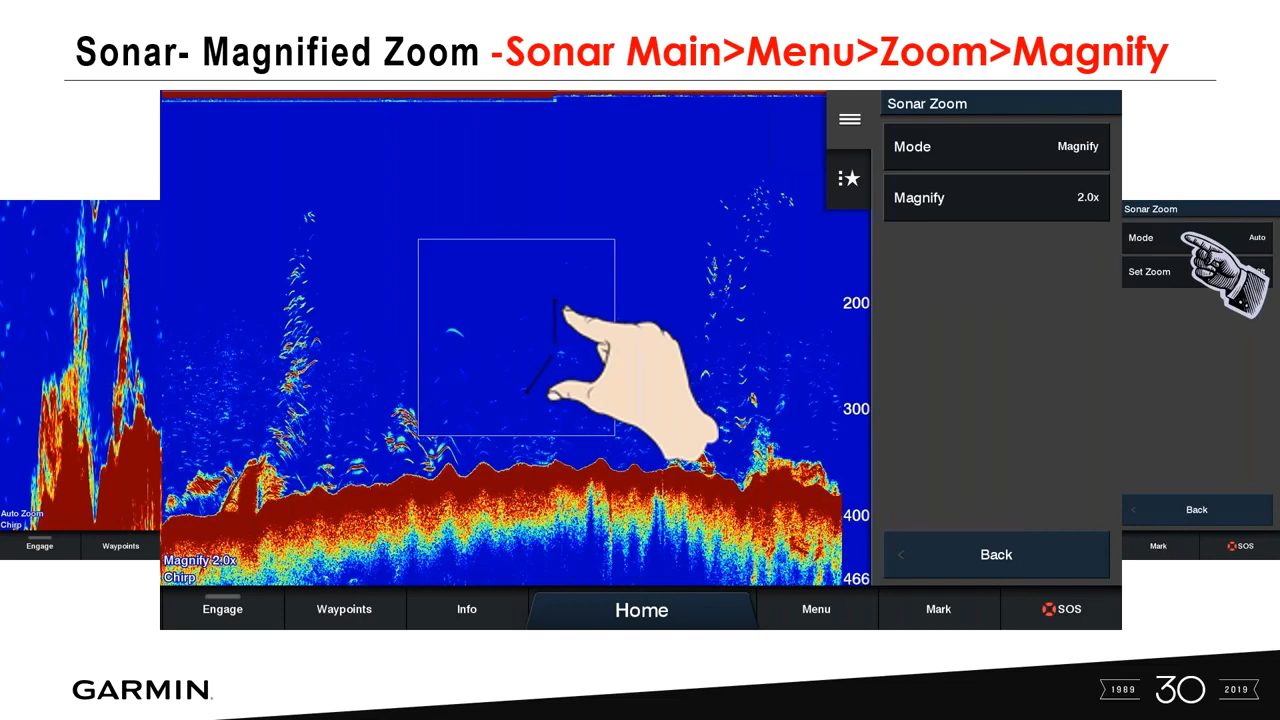 Sonar- Magnified Zoom -Sonar Main>Menu>Zoom>Magnify
Sonar Zoom
Mode Magnify
Magnify 2.0x
200
300
400
466
Magnify 2.0x
Chirp
Back
Engage Waypoints Info Home Menu Mark SOS
Auto Zoom
Chirp
Engage Waypoints
Sonar Zoom
Mode Auto
Set Zoom
Back
Mark SOS
GARMIN
1989 30 2019